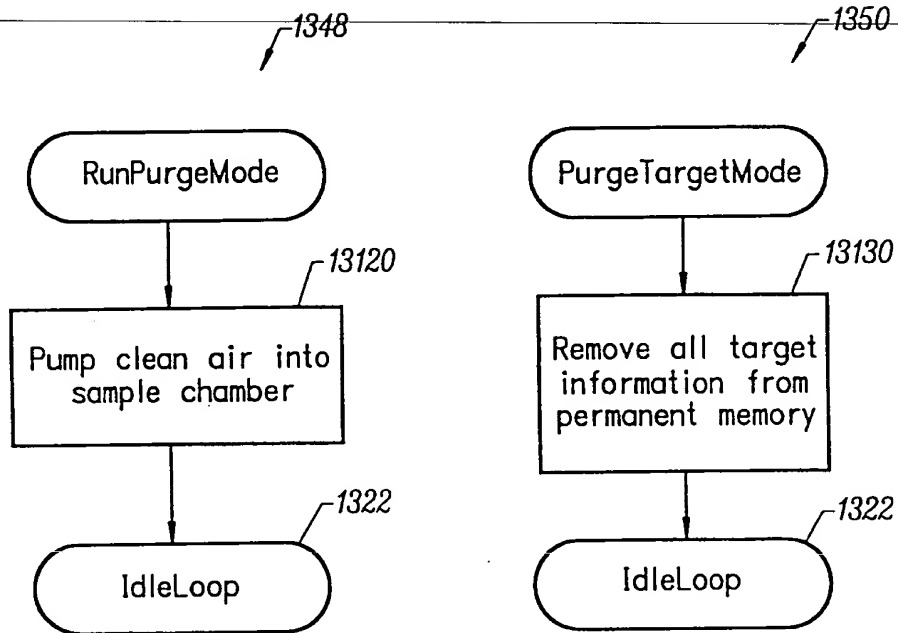 1348
RunPurgeMode
13120
Pump clean air into
sample chamber
1322
IdleLoop
1350
PurgeTargetMode
13130
Remove all target
information from
permanent memory
1322
IdleLoop